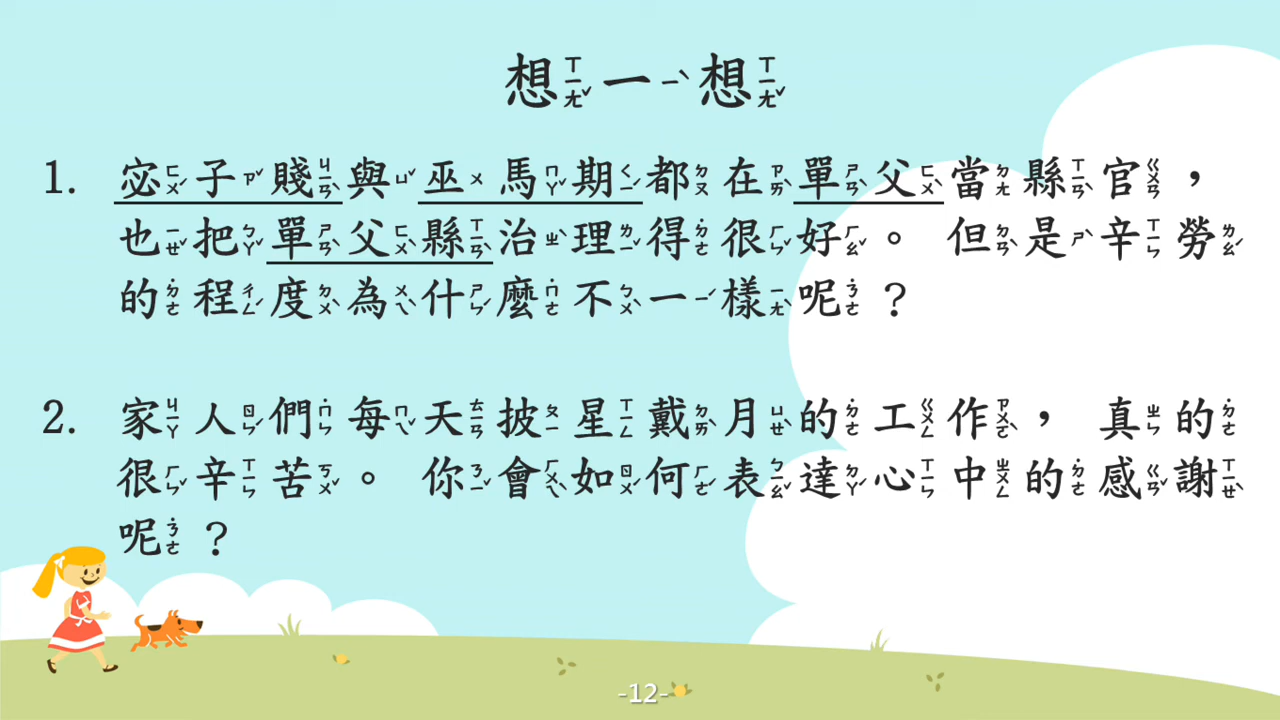 想一想
1. 宓子賤與巫馬期都在單父當縣官，
也把單父縣治理得很好。 但是辛勞
的程度為什麼不一樣呢？
2. 家人們每天披星戴月的工作， 真的
很辛苦。 你會如何表達心中的感謝
呢？
-12-